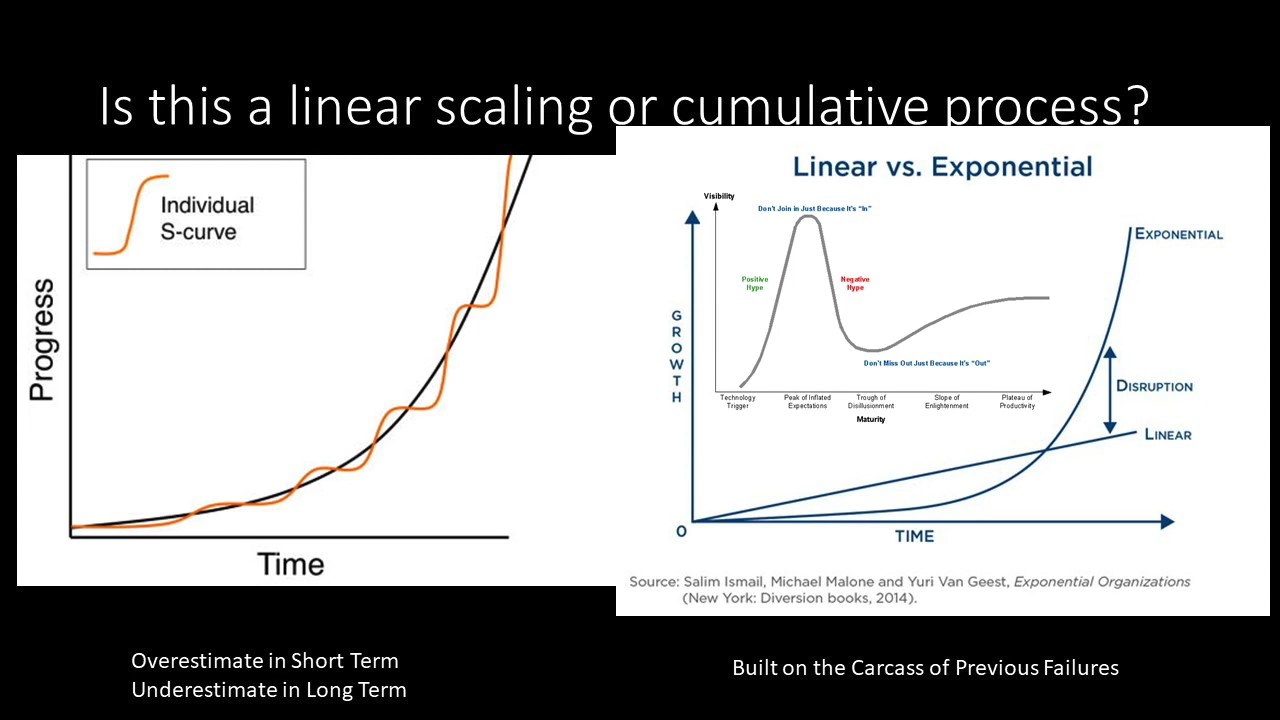 Is this a linear scaling or cumulative process?
Individual
S-curve
Progress
Time
Linear vs. Exponential
Visibility
Don't Join in Just Because It's "In"
Positive
Hype
Negative
Hype
Don't Miss Out Just Because It's "Out"
Technology
Trigger
Peak of Inflated
Expectations
Trough of
Disillusionment
Slope of
Enlightenment
Plateau of
Productivity
Maturity
GROWTH
EXPONENTIAL
DISRUPTION
LINEAR
0
TIME
Source: Salim Ismail, Michael Malone and Yuri Van Geest, Exponential Organizations
(New York: Diversion books, 2014).
Overestimate in Short Term
Underestimate in Long Term
Built on the Carcass of Previous Failures